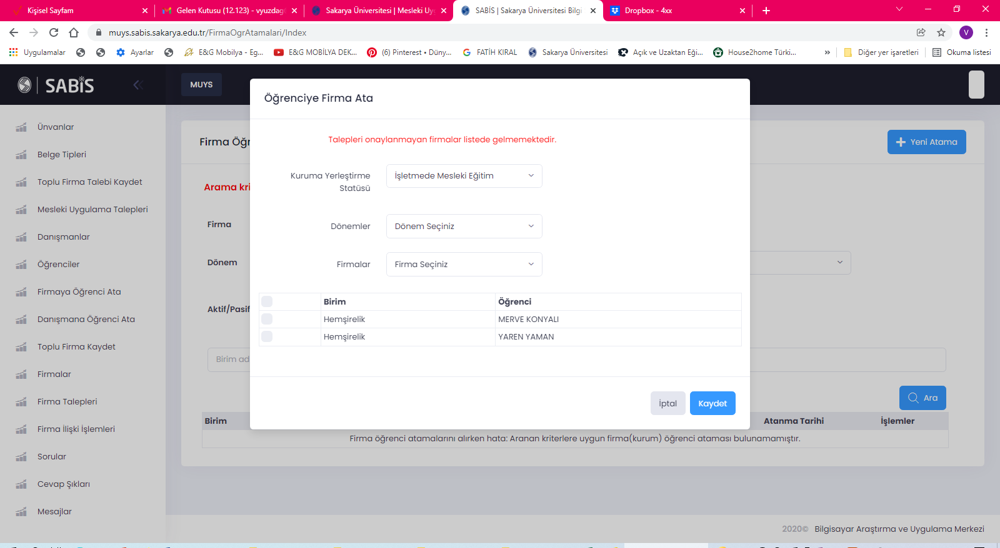 Kişisel Sayfam
Gelen Kutusu (12.123) - vyuzdag
Sakarya Üniversitesi | Mesleki Uy
SABİS | Sakarya Üniversitesi Bilgi
Dropbox - 4xx
muys.sabis.sakarya.edu.tr/FirmaOgrAtamalari/Index
V
Uygulamalar
Ayarlar
E&G Mobilya - Eg...
E&G MOBİLYA DEK...
(6) Pinterest • Düny...
FATİH KIRAL
Sakarya Üniversitesi
Açık ve Uzaktan Eği...
House2home Türki...
»
Diğer yer işaretleri
Okuma listesi
SABİS
MUYS
Öğrenciye Firma Ata
Ünvanlar
Belge Tipleri
Toplu Firma Talebi Kaydet
Mesleki Uygulama Talepleri
Danışmanlar
Öğrenciler
Firmaya Öğrenci Ata
Danışmana Öğrenci Ata
Toplu Firma Kaydet
Firmalar
Firma Talepleri
Firma İlişki İşlemleri
Sorular
Cevap Şıkları
Mesajlar
Firma Öğr
Yeni Atama
Arama kri
Firma
Dönem
Aktif/Pasif
Birim ad
Talepleri onaylanmayan firmalar listede gelmemektedir.
Kuruma Yerleştirme
Statüsü
İşletmede Mesleki Eğitim
Dönemler
Dönem Seçiniz
Firmalar
Firma Seçiniz
Birim Öğrenci
Hemşirelik MERVE KONYALI
Hemşirelik YAREN YAMAN
İptal
Kaydet
Ara
Birim
Atanma Tarihi
İşlemler
Firma öğrenci atamalarını alırken hata: Aranan kriterlere uygun firma(kurum) öğrenci ataması bulunamamıştır.
2020© Bilgisayar Araştırma ve Uygulama Merkezi